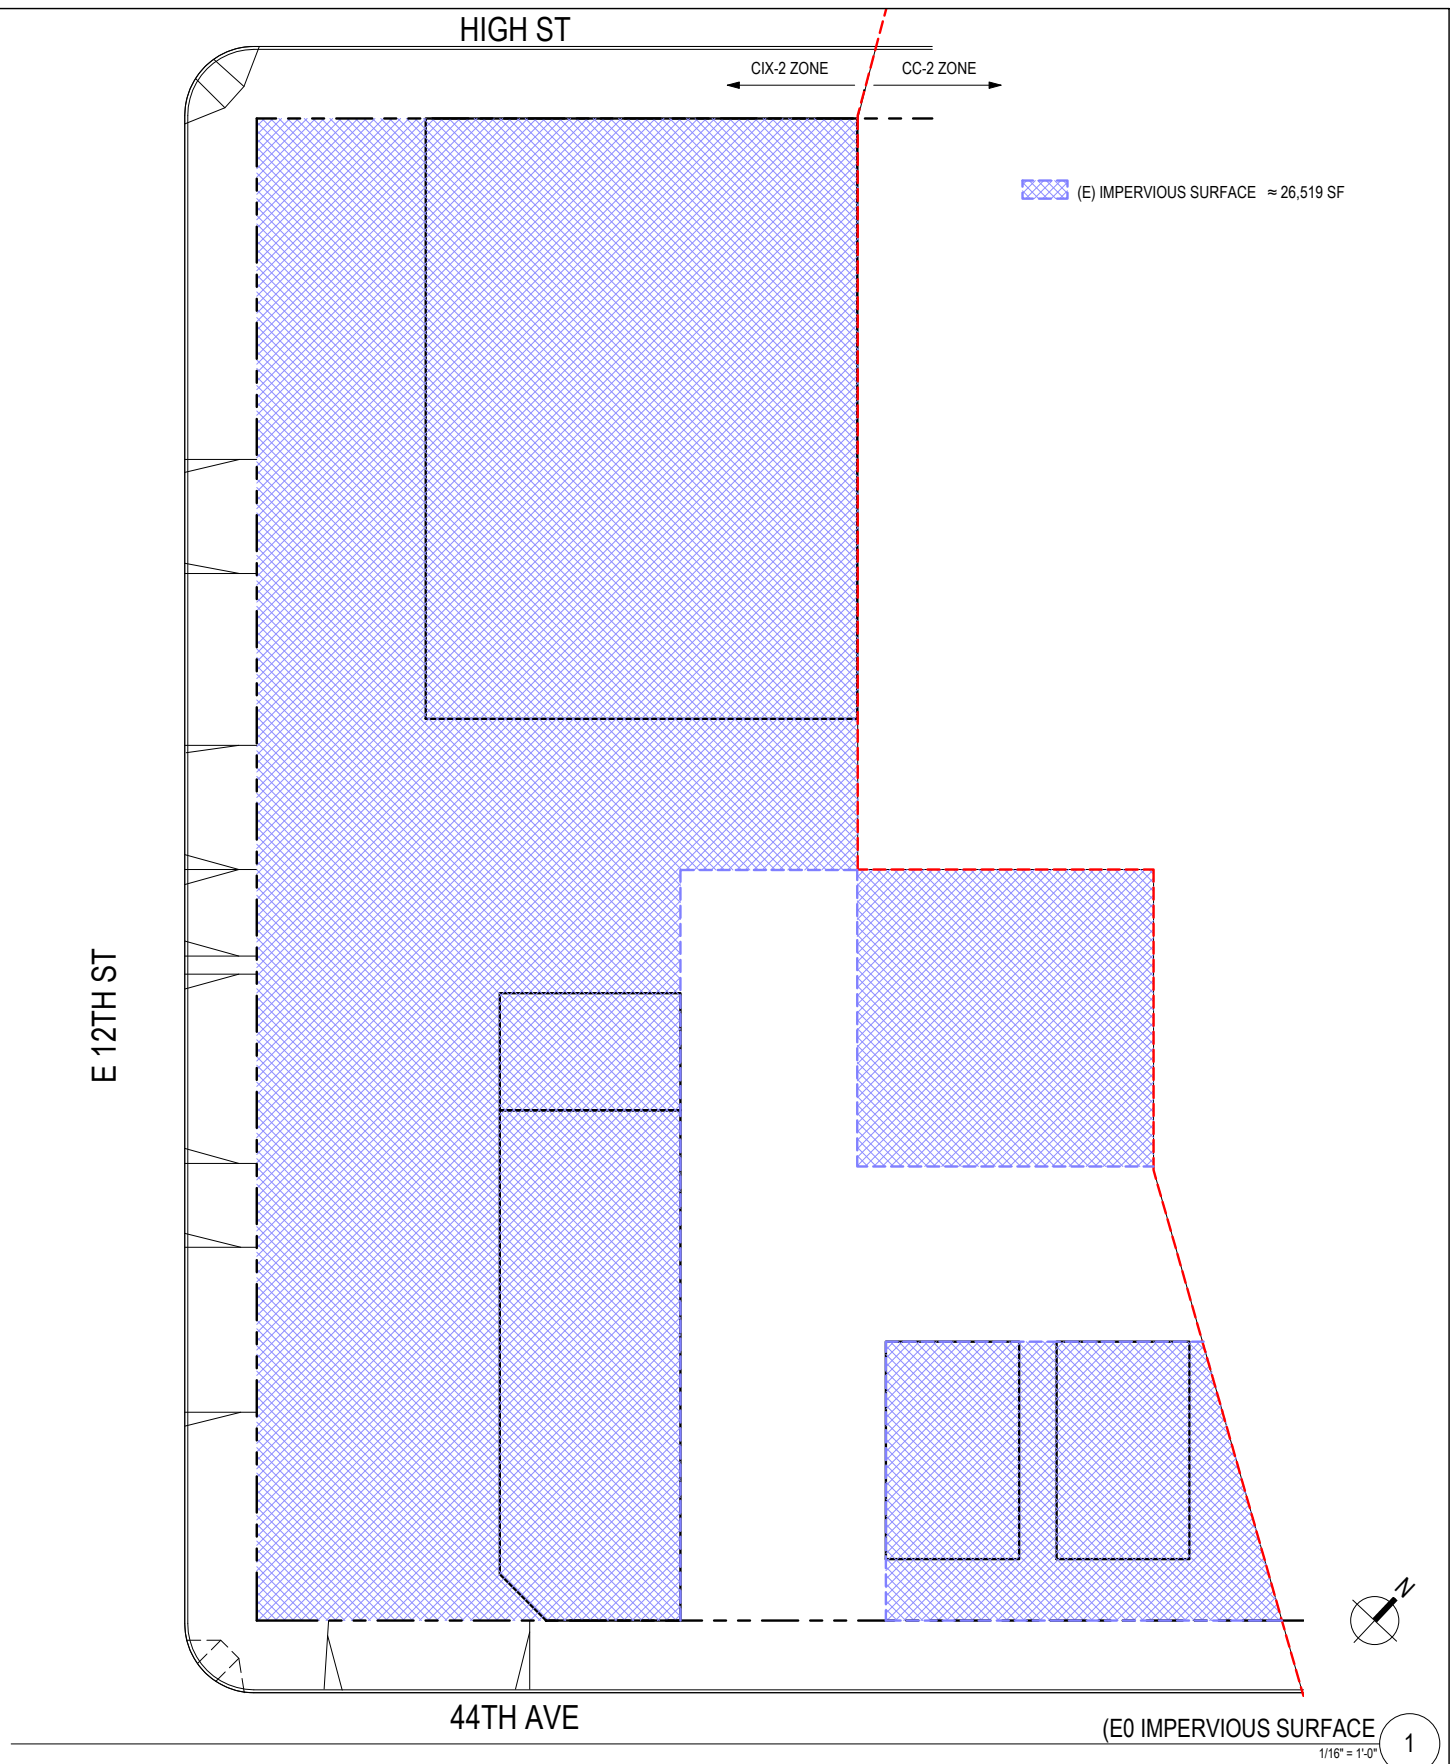 HIGH ST
CIX-2 ZONE
CC-2 ZONE
(E) IMPERVIOUS SURFACE ≈ 26,519 SF
E 12TH ST
N
44TH AVE
(E0 IMPERVIOUS SURFACE
1
1/16" = 1'-0"